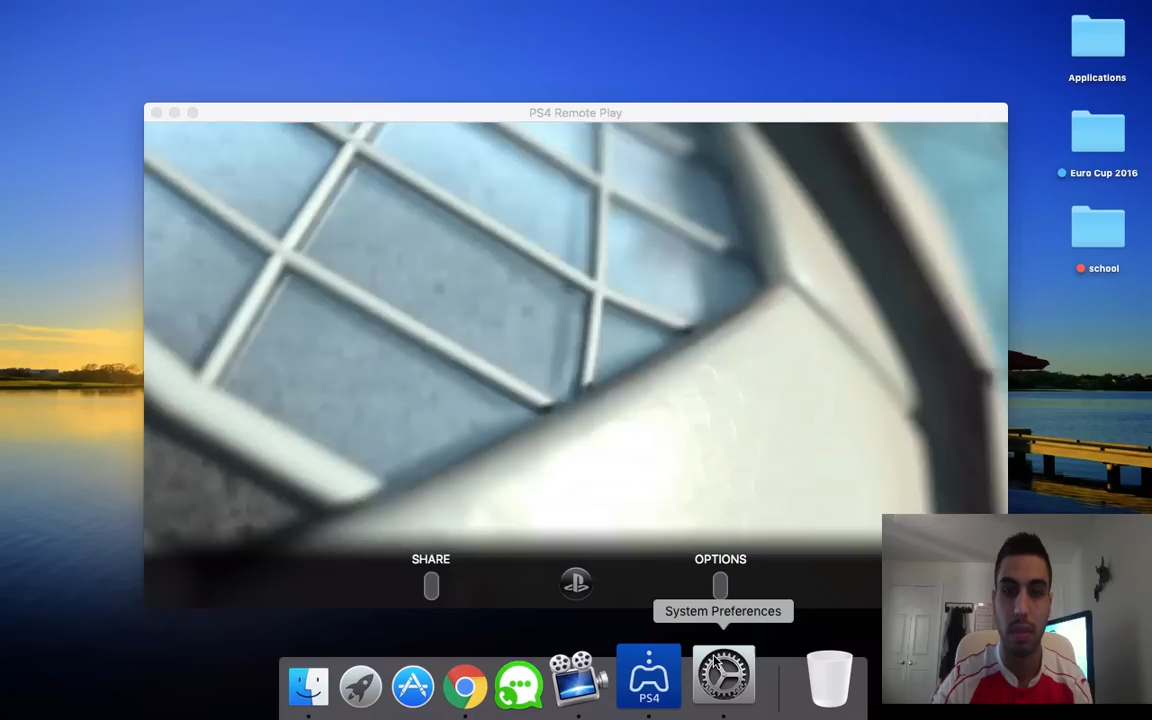 Applications
PS4 Remote Play
Euro Cup 2016
school
SHARE
OPTIONS
System Preferences
PS4